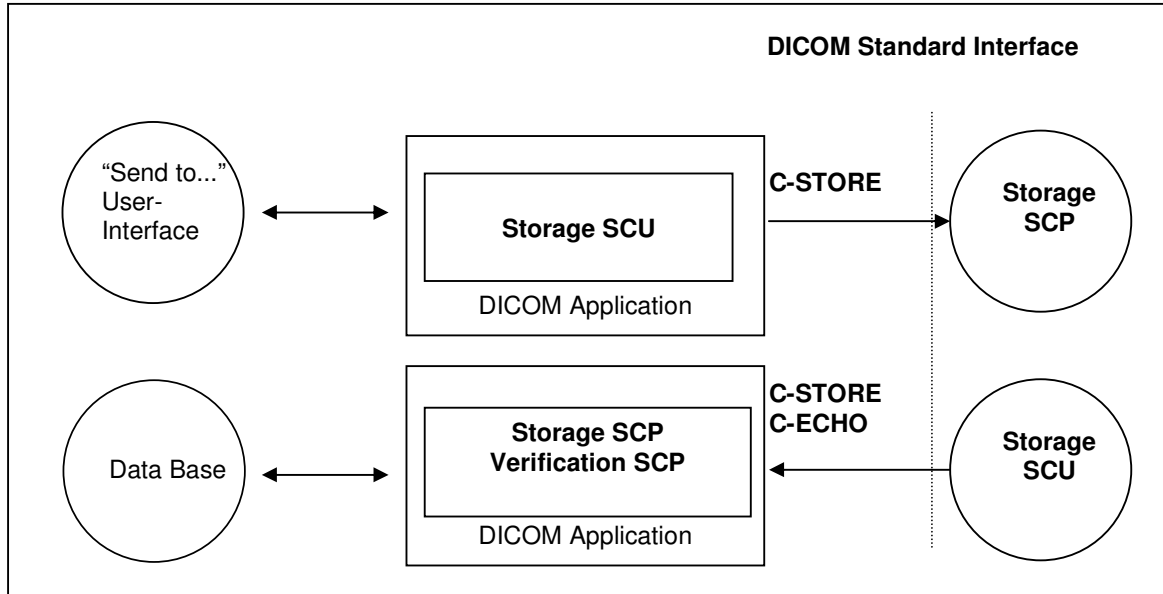 DICOM Standard Interface
“Send to...”
User-
Interface
Storage SCU
DICOM Application
C-STORE
Storage
SCP
Data Base
Storage SCP
Verification SCP
DICOM Application
C-STORE
C-ECHO
Storage
SCU